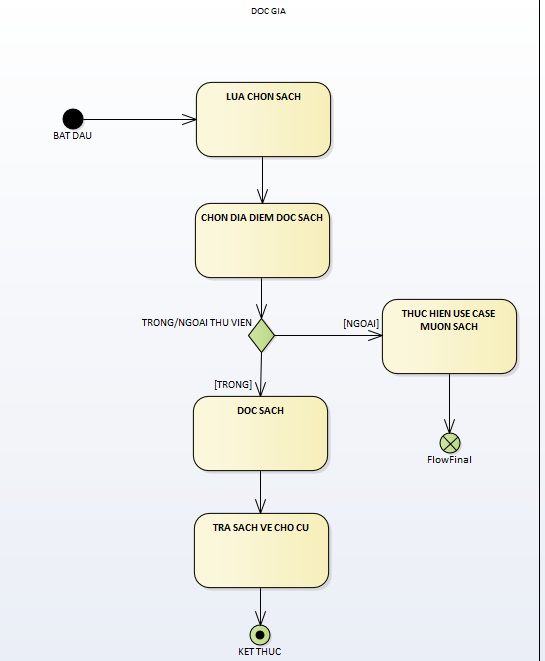 DOC GIA
LUA CHON SACH
BAT DAU
CHON DIA DIEM DOC SACH
TRONG/NGOAI THU VIEN
[NGOAI]
THUC HIEN USE CASE
MUON SACH
[TRONG]
DOC SACH
FlowFinal
TRA SACH VE CHO CU
KET THUC